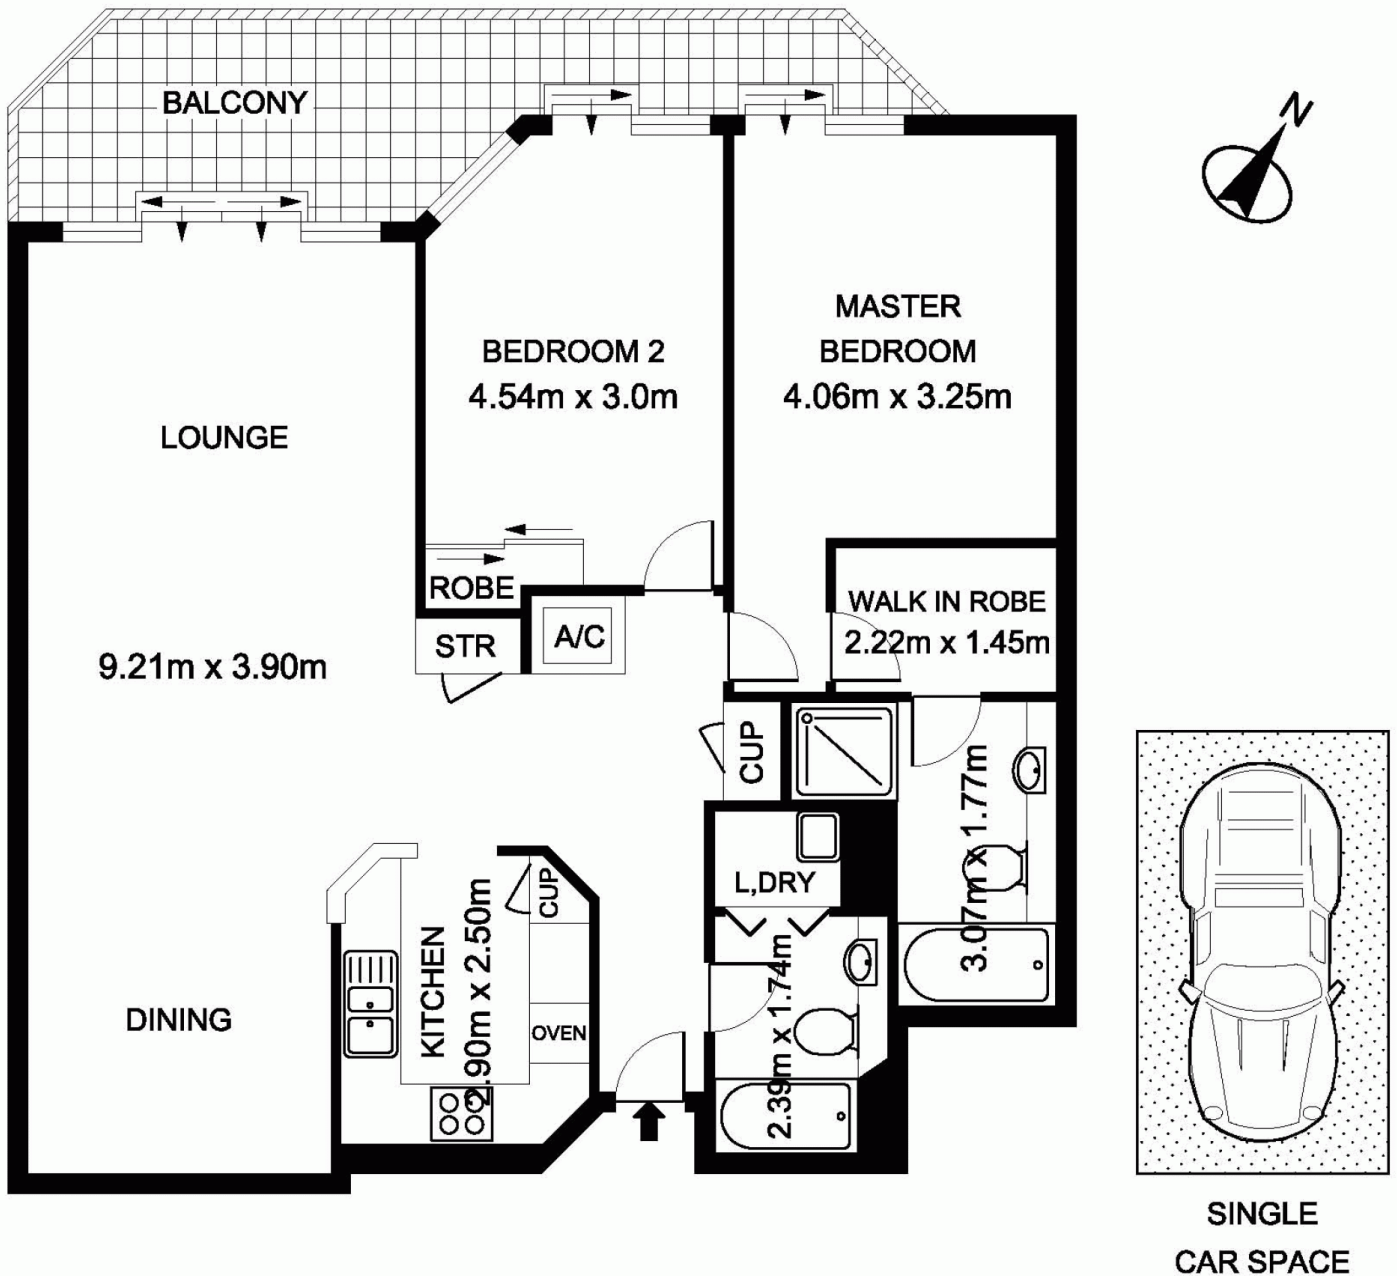 BALCONY
N
MASTER
BEDROOM
4.06m x 3.25m
BEDROOM 2
4.54m x 3.0m
LOUNGE
ROBE
WALK IN ROBE
2.22m x 1.45m
STR
A/C
9.21m x 3.90m
CUP
3.07m x 1.77m
L,DRY
CUP
KITCHEN
2.90m x 2.50m
2.39m x 1.74m
DINING
OVEN
SINGLE
CAR SPACE